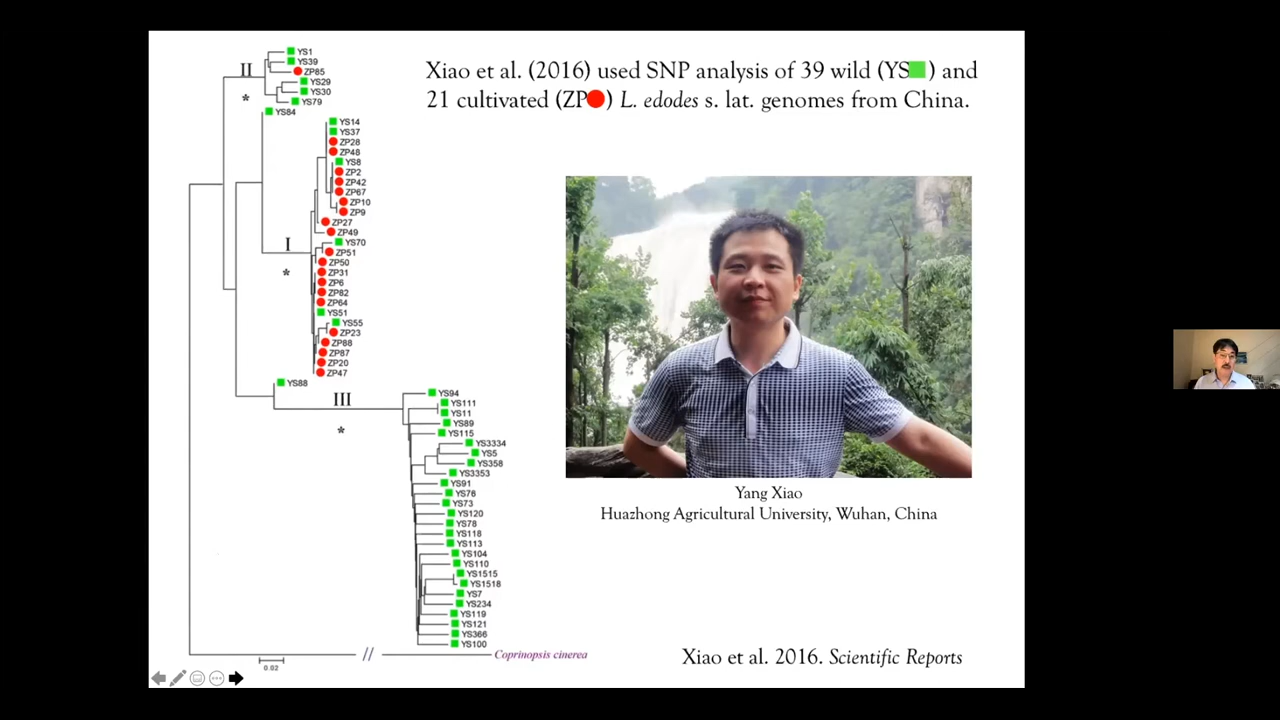 Xiao et al. (2016) used SNP analysis of 39 wild (YS ) and
21 cultivated (ZP ) L. edodes s. lat. genomes from China.
II
*
YS1
YS39
ZP85
YS29
YS30
YS79
YS84
YS14
YS37
ZP28
ZP48
YS8
ZP2
ZP42
ZP67
ZP10
ZP9
ZP27
ZP49
I
*
YS70
ZP51
ZP50
ZP31
ZP6
ZP82
ZP64
YS51
YS55
ZP23
ZP88
ZP87
ZP20
ZP47
YS88
III
*
YS94
YS111
YS11
YS89
YS115
YS3334
YS5
YS358
YS3353
YS91
YS76
YS73
YS120
YS78
YS118
YS113
YS104
YS110
YS1515
YS1518
YS7
YS234
YS119
YS121
YS366
YS100
//
Coprinopsis cinerea
0.02
Yang Xiao
Huazhong Agricultural University, Wuhan, China
Xiao et al. 2016. Scientific Reports